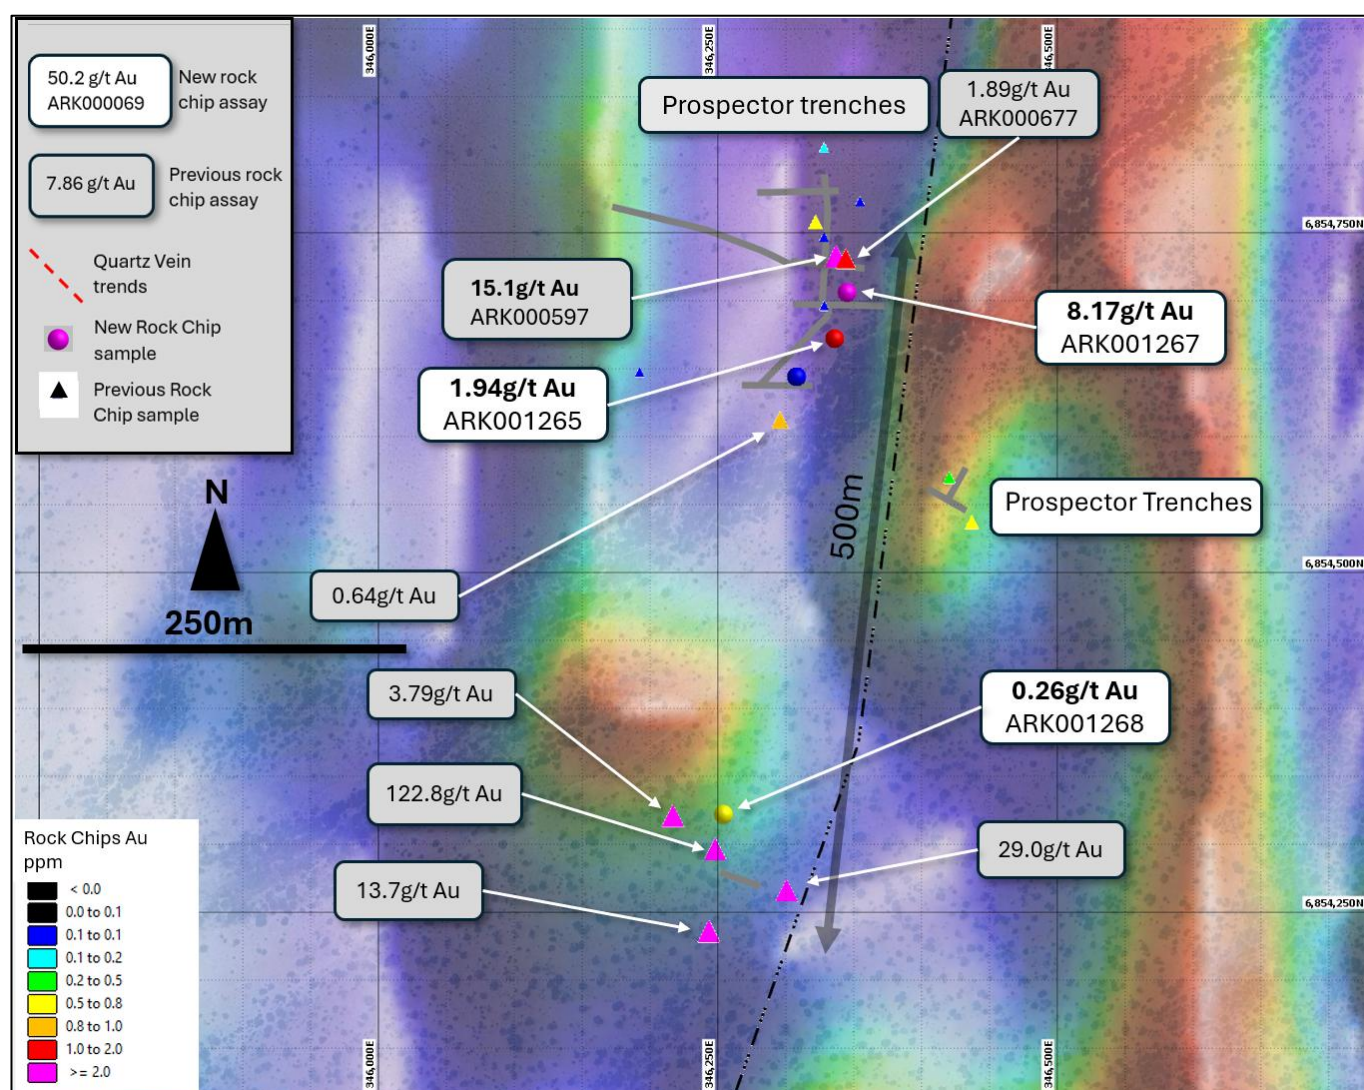 50.2 g/t Au
ARK000069
New rock
chip assay
7.86 g/t Au
Previous rock
chip assay
Quartz Vein
trends
New Rock Chip
sample
Previous Rock
Chip sample
346,000E
346,250E
346,500E
Prospector trenches
1.89g/t Au
ARK000677
6,854,750N
15.1g/t Au
ARK000597
8.17g/t Au
ARK001267
1.94g/t Au
ARK001265
N
250m
500m
Prospector Trenches
6,854,500N
0.64g/t Au
3.79g/t Au
0.26g/t Au
ARK001268
122.8g/t Au
29.0g/t Au
13.7g/t Au
6,854,250N
Rock Chips Au
ppm
< 0.0
0.0 to 0.1
0.1 to 0.1
0.1 to 0.2
0.2 to 0.5
0.5 to 0.8
0.8 to 1.0
1.0 to 2.0
>= 2.0
346,000E
346,250E
346,500E